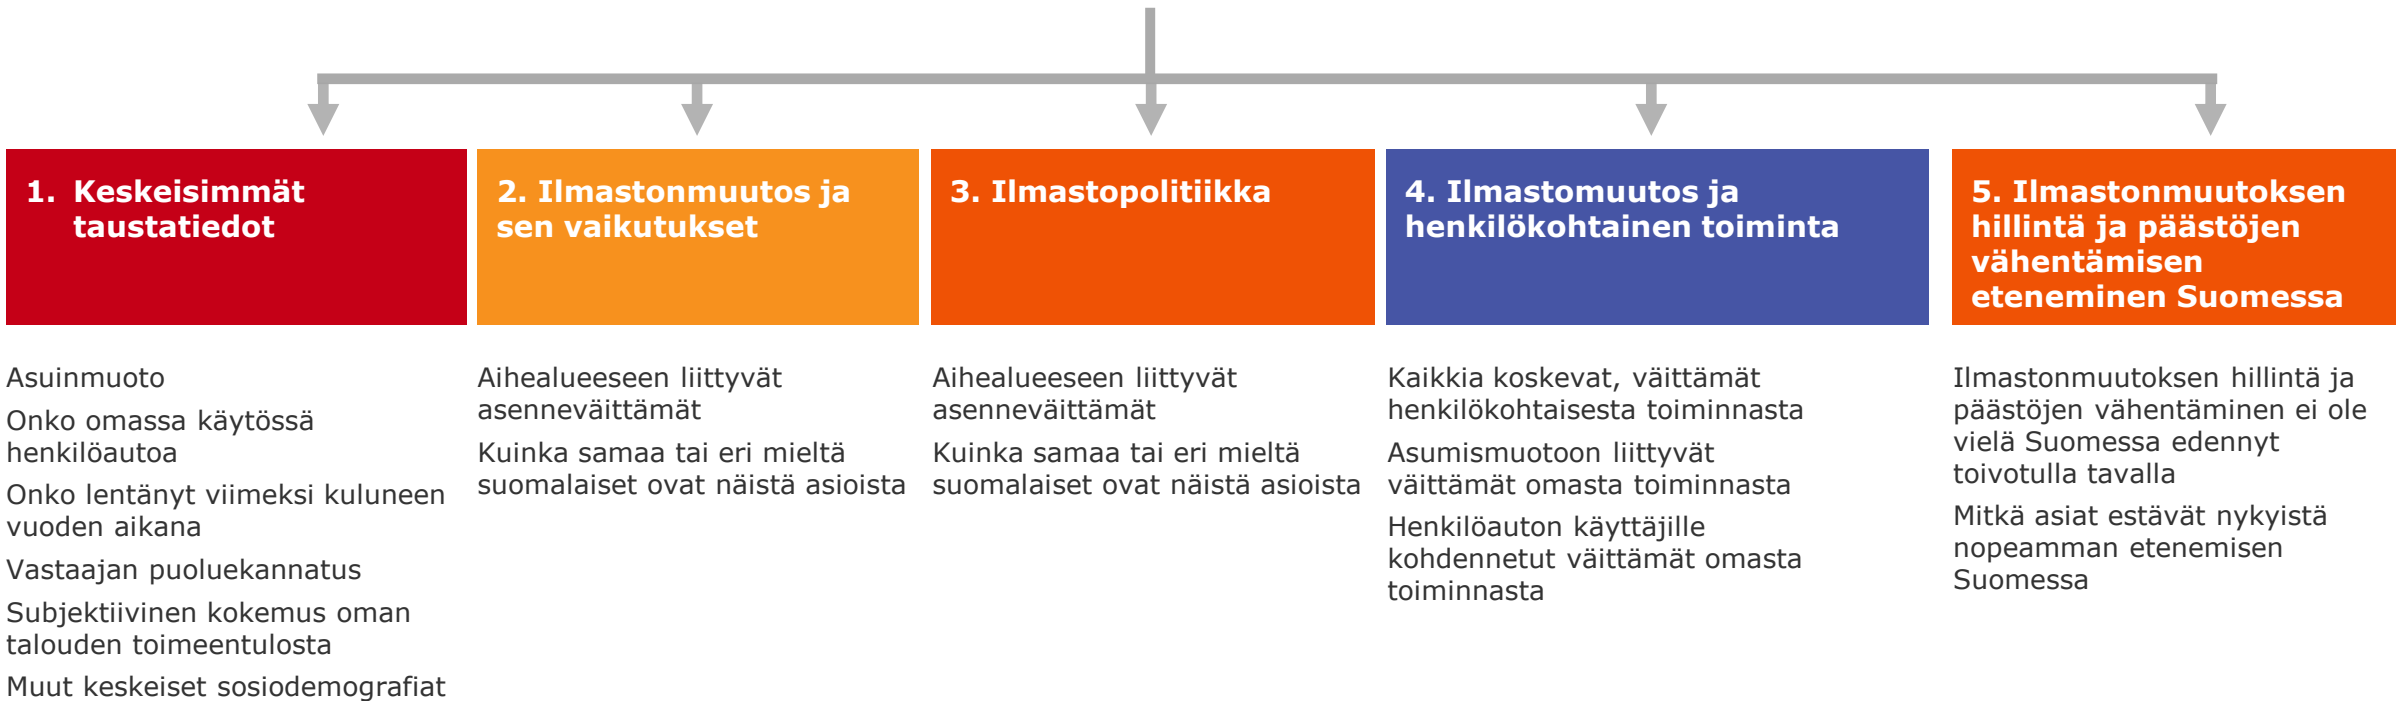 1. Keskeisimmät
taustatiedot
2. Ilmastonmuutos ja
sen vaikutukset
3. Ilmastopolitiikka
4. Ilmastomuutos ja
henkilökohtainen toiminta
5. Ilmastonmuutoksen
hillintä ja päästöjen
vähentämisen
eteneminen Suomessa
Asuinmuoto
Onko omassa käytössä
henkilöautoa
Onko lentänyt viimeksi kuluneen
vuoden aikana
Vastaajan puoluekannatus
Subjektiivinen kokemus oman
talouden toimeentulosta
Muut keskeiset sosiodemografiat
Aihealueeseen liittyvät
asenneväittämät
Kuinka samaa tai eri mieltä
suomalaiset ovat näistä asioista
Aihealueeseen liittyvät
asenneväittämät
Kuinka samaa tai eri mieltä
suomalaiset ovat näistä asioista
Kaikkia koskevat, väittämät
henkilökohtaisesta toiminnasta
Asumismuotoon liittyvät
väittämät omasta toiminnasta
Henkilöauton käyttäjille
kohdennetut väittämät omasta
toiminnasta
Ilmastonmuutoksen hillintä ja
päästöjen vähentäminen ei ole
vielä Suomessa edennyt
toivotulla tavalla
Mitkä asiat estävät nykyistä
nopeamman etenemisen
Suomessa